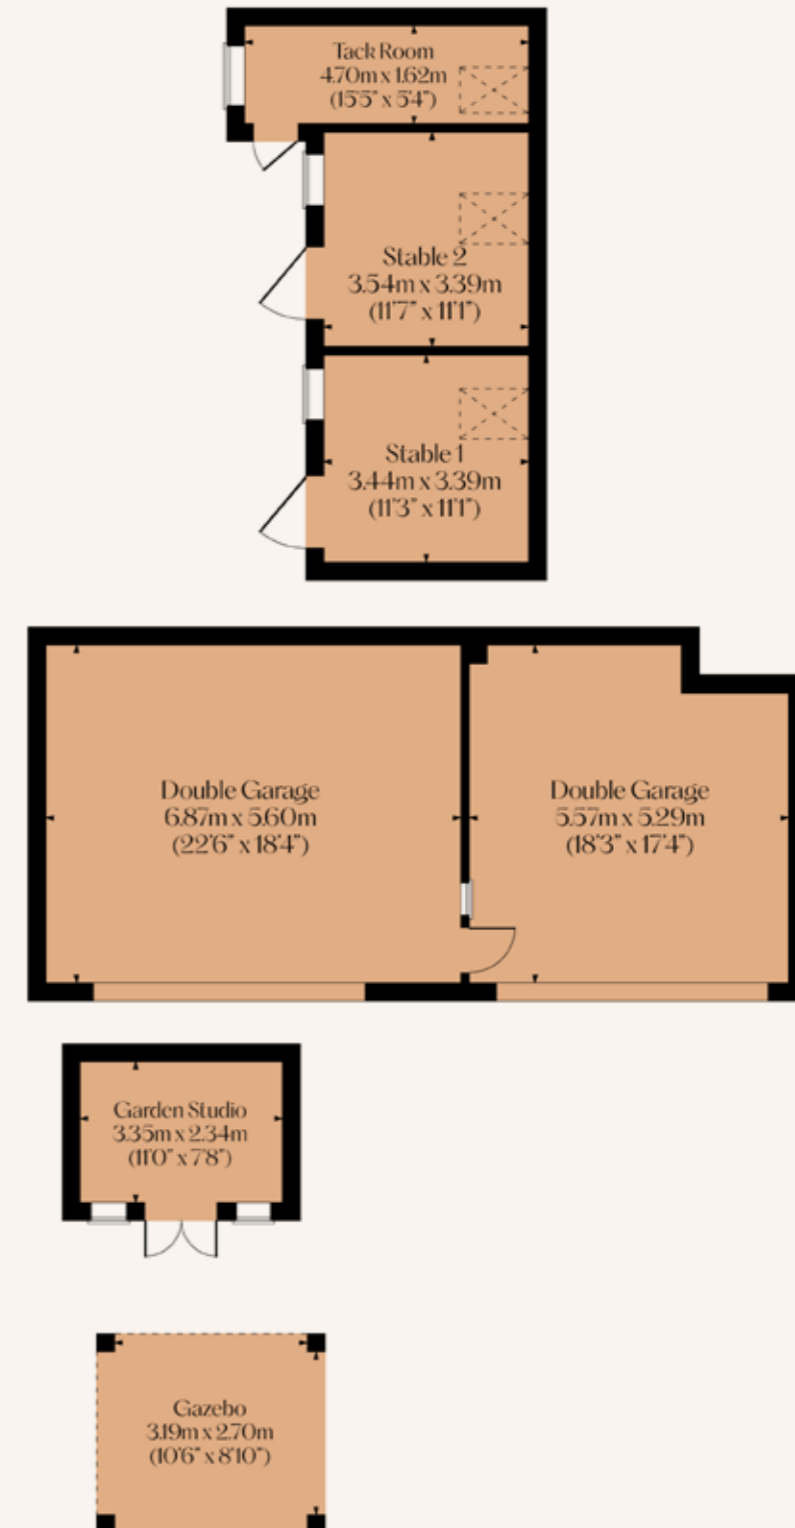 Tack Room
4.70m x 1.62m
(15'5" x 5'4")
Stable 2
3.54m x 3.39m
(11'7" x 11'1")
Stable 1
3.44m x 3.39m
(11'3" x 11'1")
Double Garage
6.87m x 5.60m
(22'6" x 18'4")
Double Garage
5.57m x 5.29m
(18'3" x 17'4")
Garden Studio
3.35m x 2.34m
(11'0" x 7'8")
Gazebo
3.19m x 2.70m
(10'6" x 8'10")